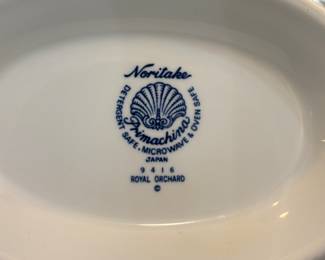 Noritake
Primachina
DETERGENT SAFE • MICROWAVE & OVEN SAFE
JAPAN
9416
ROYAL ORCHARD
©